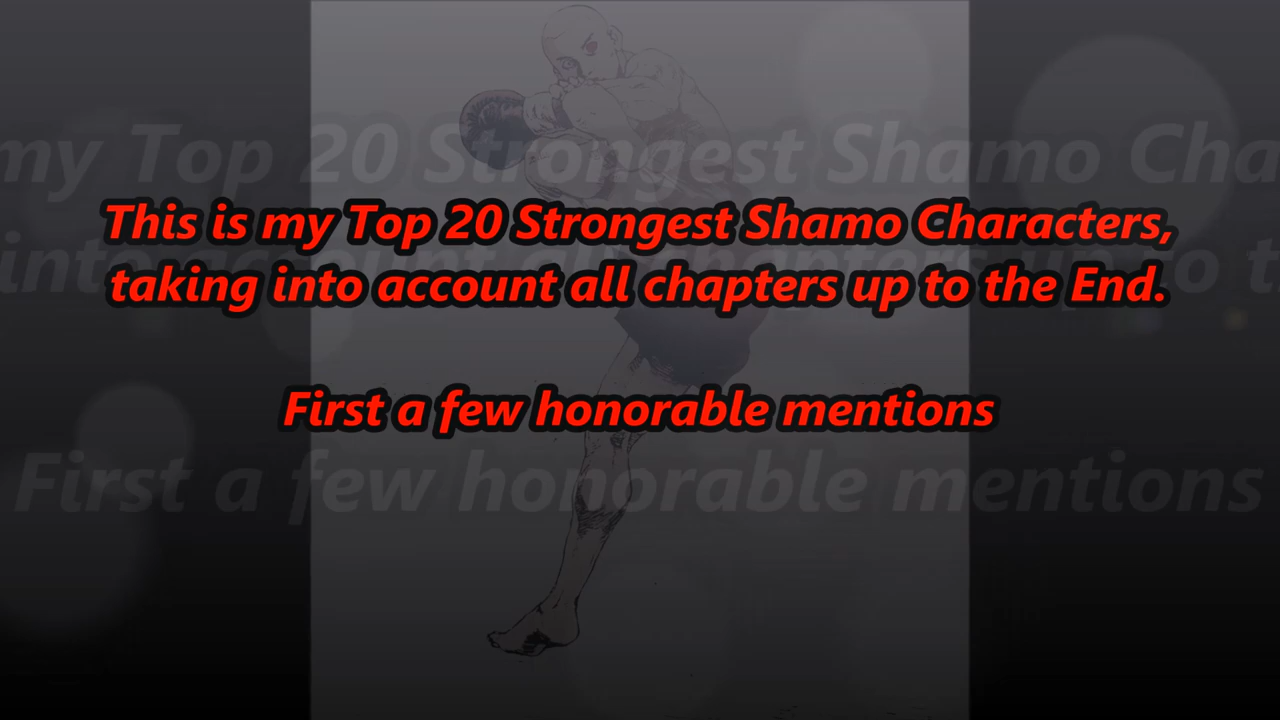 This is my Top 20 Strongest Shamo Characters,
taking into account all chapters up to the End.
First a few honorable mentions